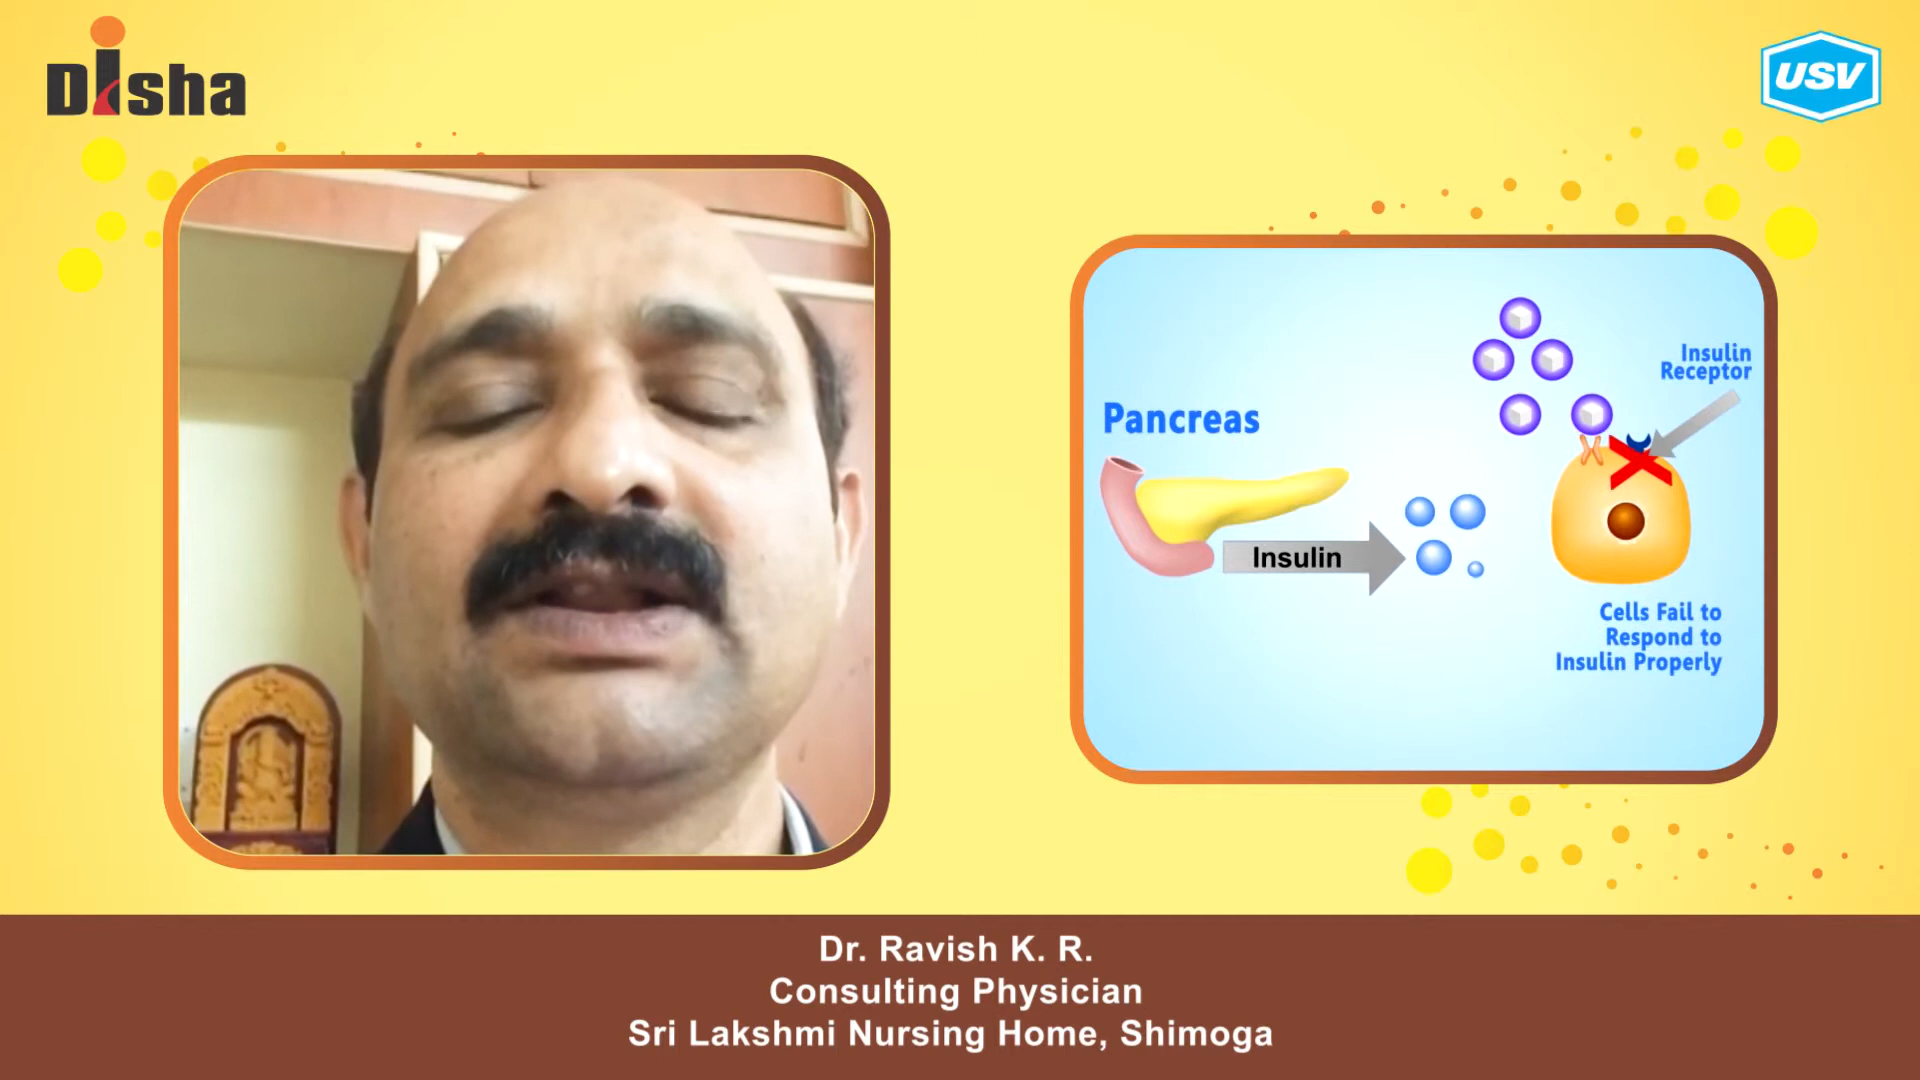 Disha
USV
Pancreas
Insulin
Insulin
Receptor
Cells Fail to
Respond to
Insulin Properly
Dr. Ravish K. R.
Consulting Physician
Sri Lakshmi Nursing Home, Shimoga